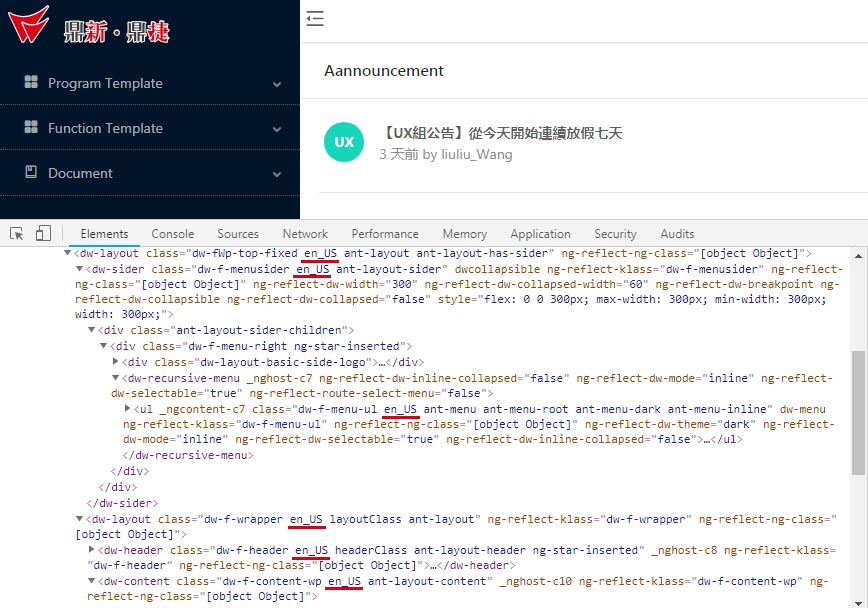 鼎新·鼎捷
Program Template
Function Template
Document
Aannouncement
UX
【UX組公告】從今天開始連續放假七天
3 天前 by liuliu_Wang
Elements Console Sources Network Performance Memory Application Security Audits
▼<dw-layout class="dw-fWp-top-fixed en_US ant-layout ant-layout-has-sider" ng-reflect-ng-class="[object Object]">
▼<dw-sider class="dw-f-menusider en_US ant-layout-sider" dwcollapsible ng-reflect-klass="dw-f-menusider" ng-reflect-
ng-class="[object Object]" ng-reflect-dw-width="300" ng-reflect-dw-collapsed-width="60" ng-reflect-dw-breakpoint ng-
reflect-dw-collapsible ng-reflect-dw-collapsed="false" style="flex: 0 0 300px; max-width: 300px; min-width: 300px;
width: 300px;">
▼<div class="ant-layout-sider-children">
▼<div class="dw-f-menu-right ng-star-inserted">
▶<div class="dw-layout-basic-side-logo">…</div>
▼<dw-recursive-menu _nghost-c7 ng-reflect-dw-inline-collapsed="false" ng-reflect-dw-mode="inline" ng-reflect-
dw-selectable="true" ng-reflect-route-select-menu="false">
▶<ul _ngcontent-c7 class="dw-f-menu-ul en_US ant-menu ant-menu-root ant-menu-dark ant-menu-inline" dw-menu
ng-reflect-klass="dw-f-menu-ul" ng-reflect-ng-class="[object Object]" ng-reflect-dw-theme="dark" ng-reflect-
dw-mode="inline" ng-reflect-dw-selectable="true" ng-reflect-dw-inline-collapsed="false">…</ul>
</dw-recursive-menu>
</div>
</div>
</dw-sider>
▼<dw-layout class="dw-f-wrapper en_US layoutClass ant-layout" ng-reflect-klass="dw-f-wrapper" ng-reflect-ng-class=
"[object Object]">
▶<dw-header class="dw-f-header en_US headerClass ant-layout-header ng-star-inserted" _nghost-c8 ng-reflect-klass=
"dw-f-header" ng-reflect-ng-class="[object Object]">…</dw-header>
▼<dw-content class="dw-f-content-wp en_US ant-layout-content" _nghost-c10 ng-reflect-klass="dw-f-content-wp" ng-
reflect-ng-class="[object Object]">